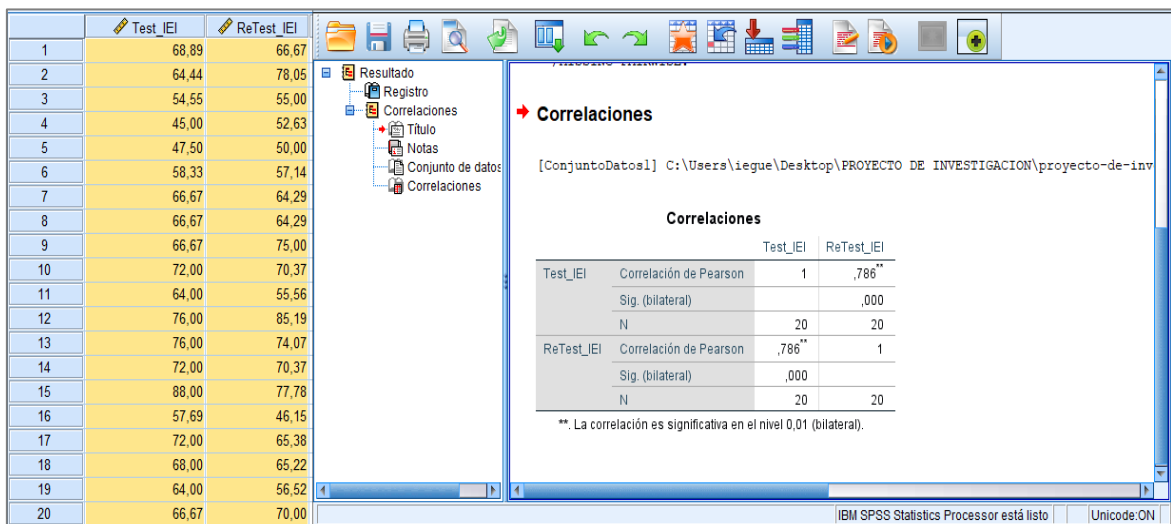 Test_IEI ReTest_IEI
1 68,89 66,67
2 64,44 78,05
3 54,55 55,00
4 45,00 52,63
5 47,50 50,00
6 58,33 57,14
7 66,67 64,29
8 66,67 64,29
9 66,67 75,00
10 72,00 70,37
11 64,00 55,56
12 76,00 85,19
13 76,00 74,07
14 72,00 70,37
15 88,00 77,78
16 57,69 46,15
17 72,00 65,38
18 68,00 65,22
19 64,00 56,52
20 66,67 70,00
Resultado
Registro
Correlaciones
Título
Notas
Conjunto de datos
Correlaciones
Correlaciones
[ConjuntoDatos1] C:\Users\iegue\Desktop\PROYECTO DE INVESTIGACION\proyecto-de-inv
Correlaciones
Test_IEI ReTest_IEI
Test_IEI Correlación de Pearson 1 ,786**
Sig. (bilateral) ,000
N 20 20
ReTest_IEI Correlación de Pearson ,786** 1
Sig. (bilateral) ,000
N 20 20
**. La correlación es significativa en el nivel 0,01 (bilateral).
IBM SPSS Statistics Processor está listo Unicode:ON